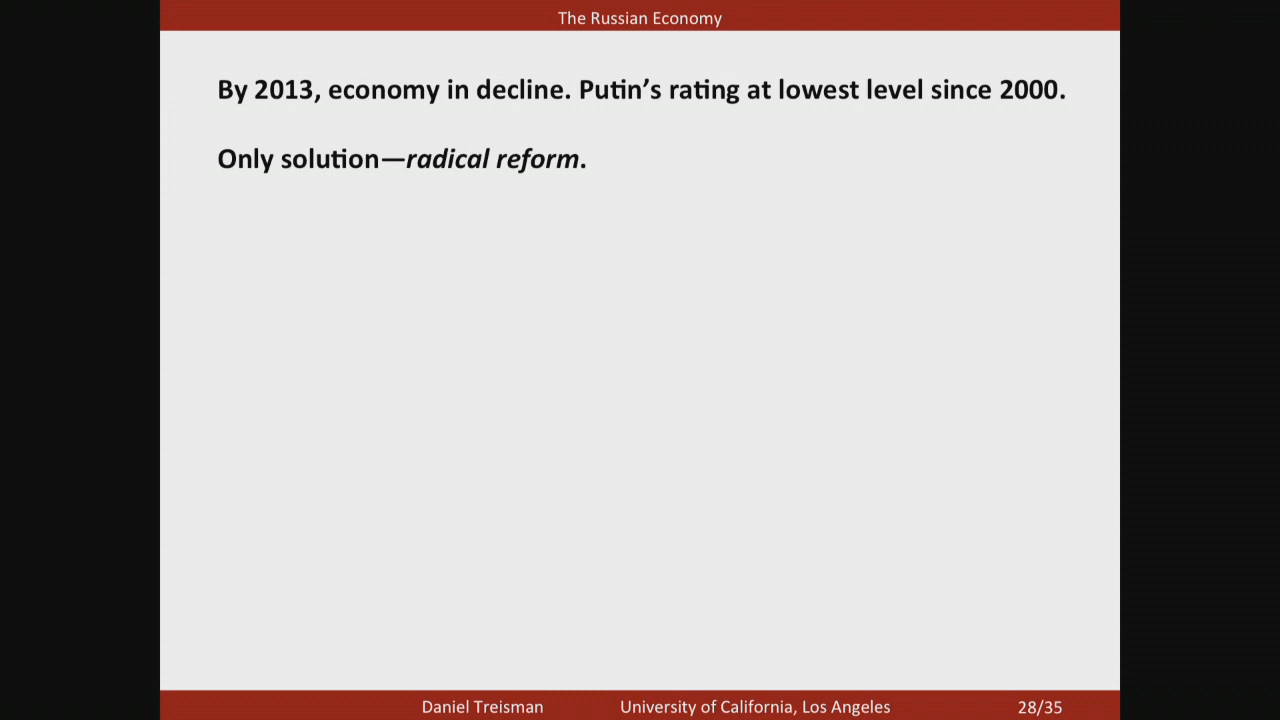 The Russian Economy
By 2013, economy in decline. Putin’s rating at lowest level since 2000.
Only solution—radical reform.
Daniel Treisman University of California, Los Angeles 28/35